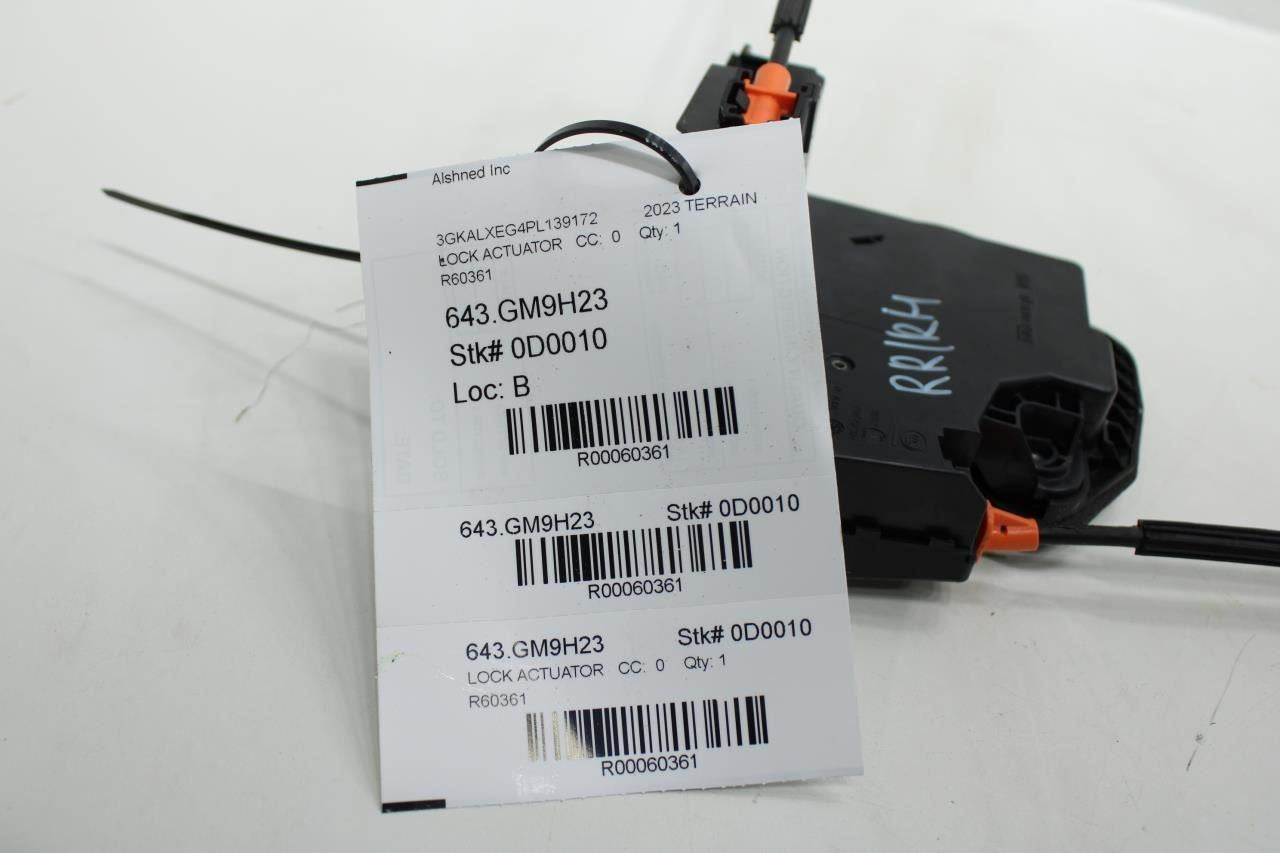 Alshned Inc
3GKALXEG4PL139172 2023 TERRAIN
LOCK ACTUATOR CC: 0 Qty: 1
R60361
643.GM9H23
Stk# 0D0010
Loc: B
R00060361
643.GM9H23 Stk# 0D0010
R00060361
643.GM9H23 Stk# 0D0010
LOCK ACTUATOR CC: 0 Qty: 1
R60361
R00060361
RR/RH